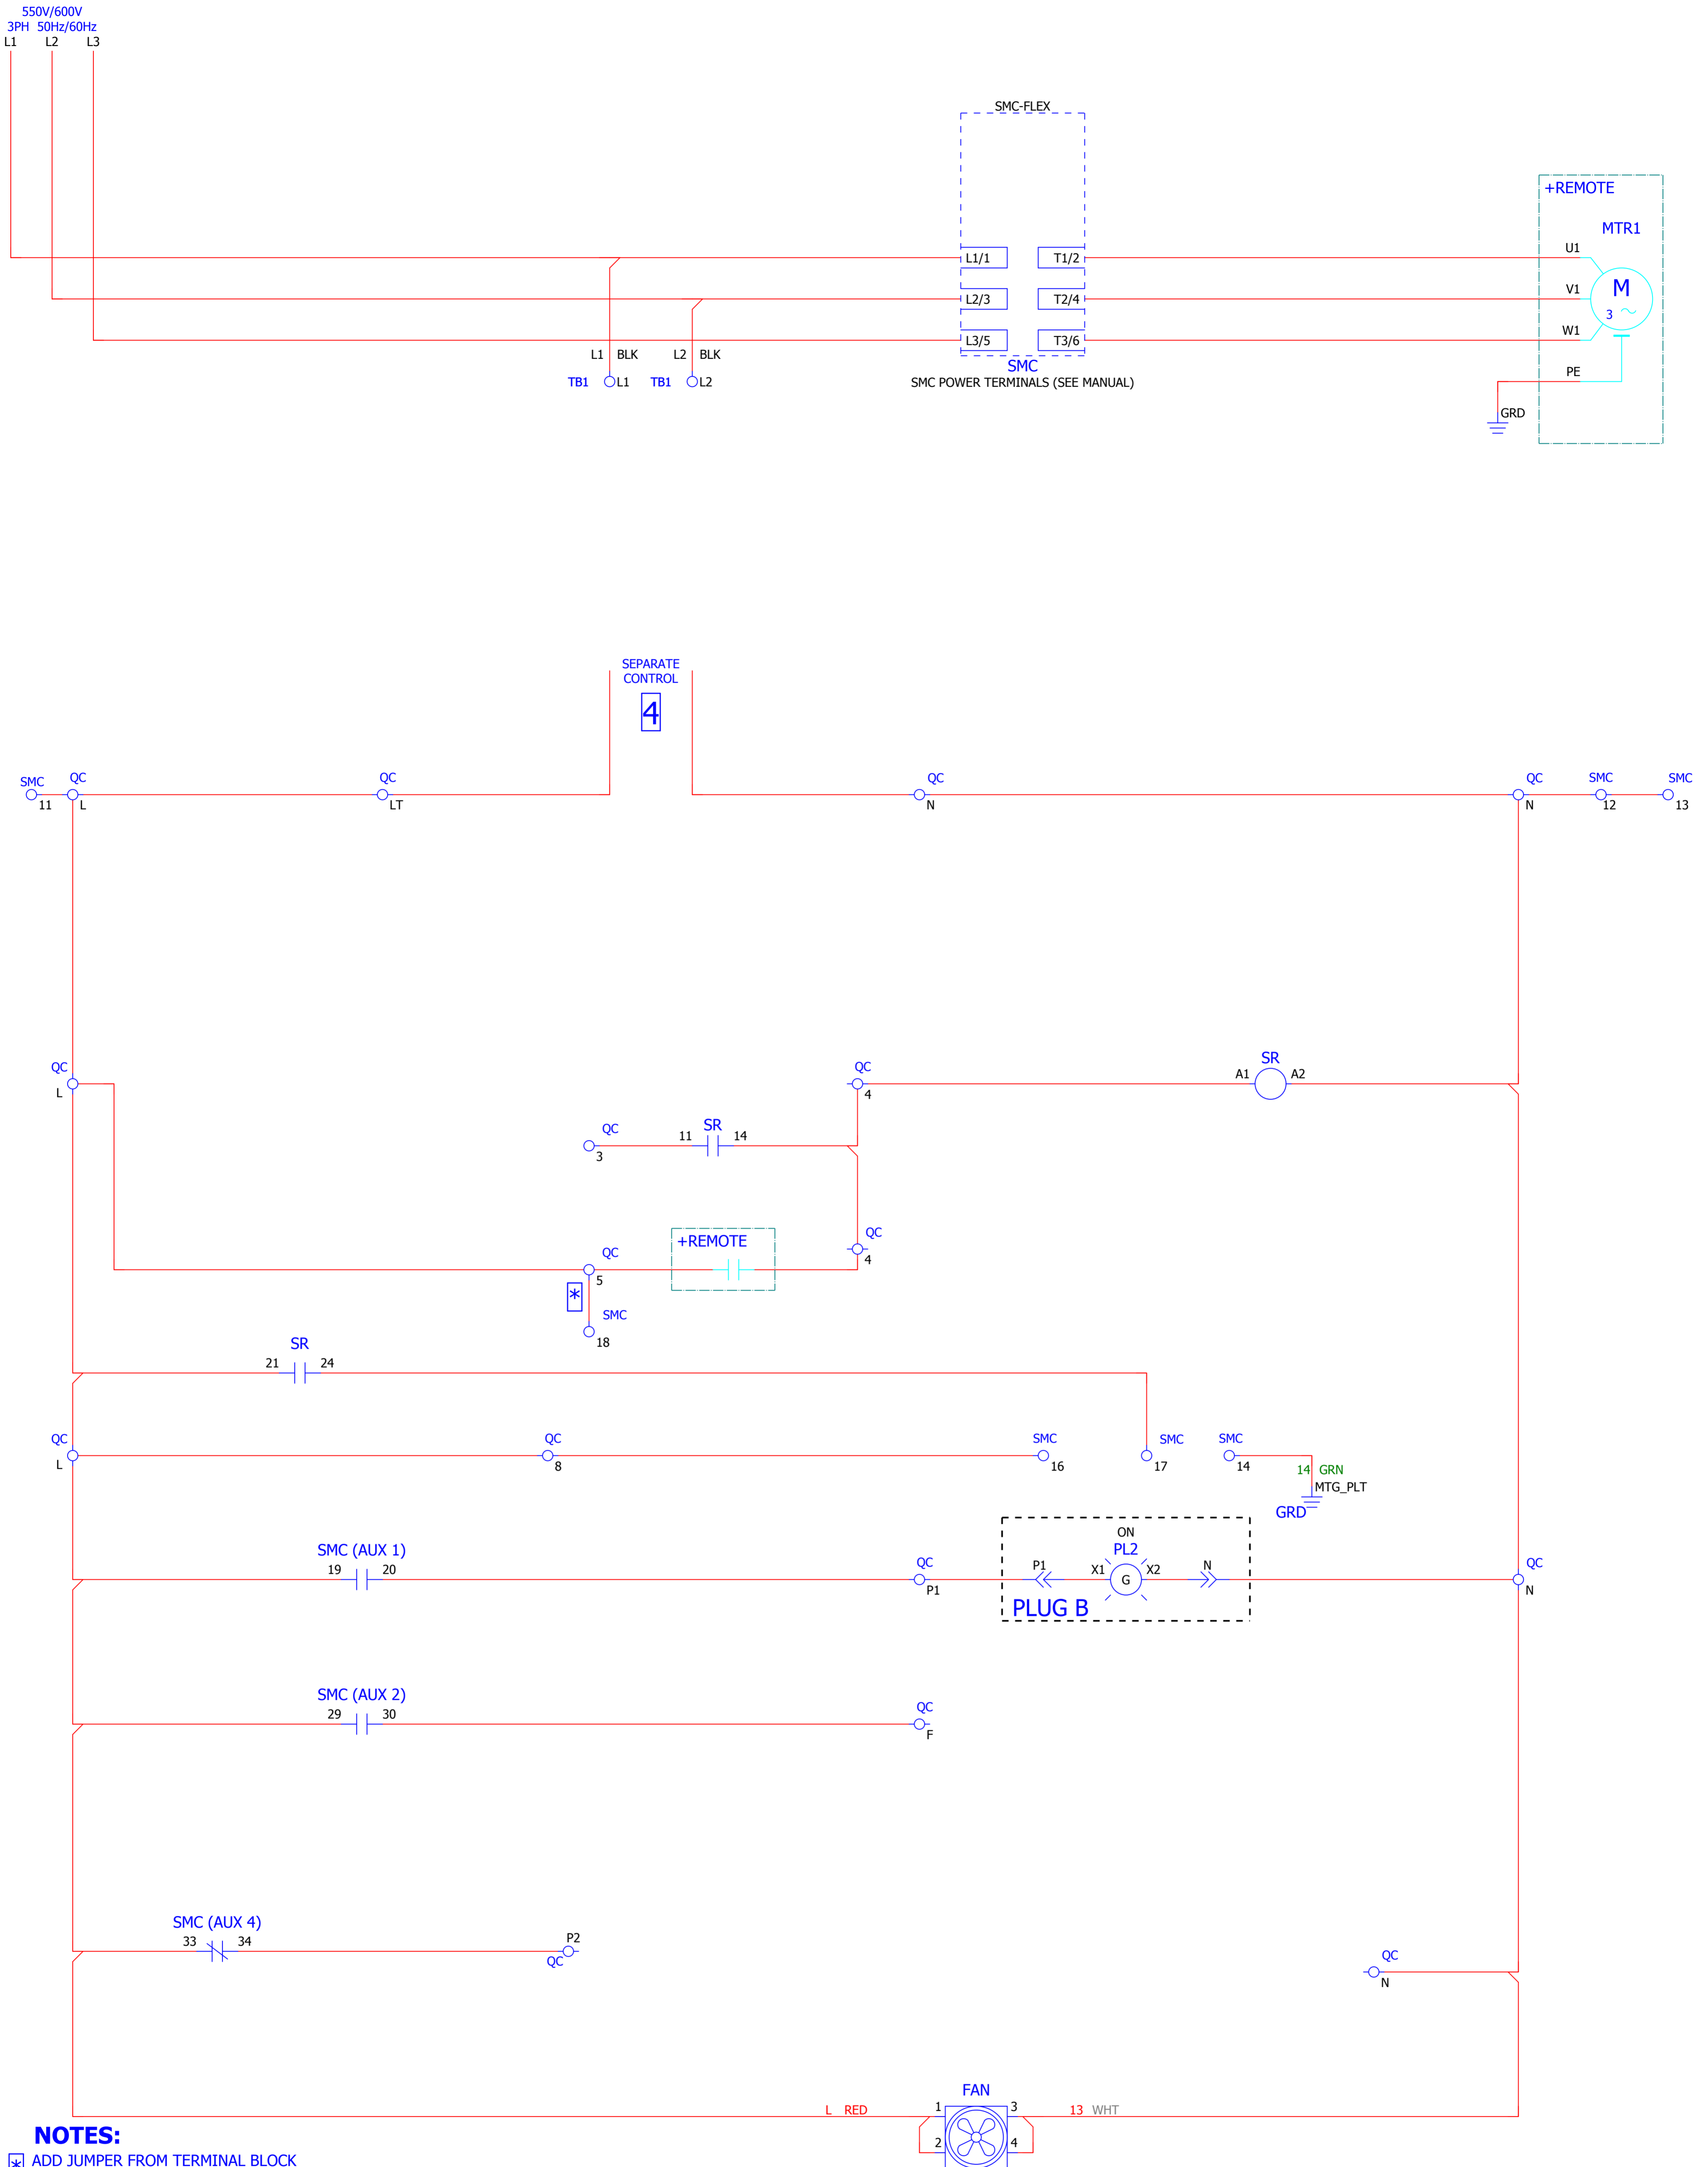 550V/600V
3PH 50Hz/60Hz
L1 L2 L3
SMC-FLEX
+REMOTE
MTR1
L1/1 T1/2 U1
L2/3 T2/4 V1 M 3
L3/5 T3/6 W1
L1 BLK L2 BLK
SMC
PE
TB1 L1 TB1 L2
SMC POWER TERMINALS (SEE MANUAL)
GRD
SEPARATE
CONTROL
4
SMC QC QC QC QC SMC SMC
11 L LT N N 12 13
QC QC SR
A1 A2
L 4
QC SR
11 14
3
QC QC
+REMOTE
5 4
*
SMC
18
SR
21 24
QC QC SMC SMC SMC
L 8 16 17 14
14 GRN
MTG_PLT
GRD
ON
SMC (AUX 1) PL2
19 20 QC P1 X1 G X2 N QC
P1 N
PLUG B
SMC (AUX 2)
29 30 QC
F
SMC (AUX 4)
33 34 P2
QC QC
N
FAN
L RED 1 3 13 WHT
2 4
NOTES:
* ADD JUMPER FROM TERMINAL BLOCK